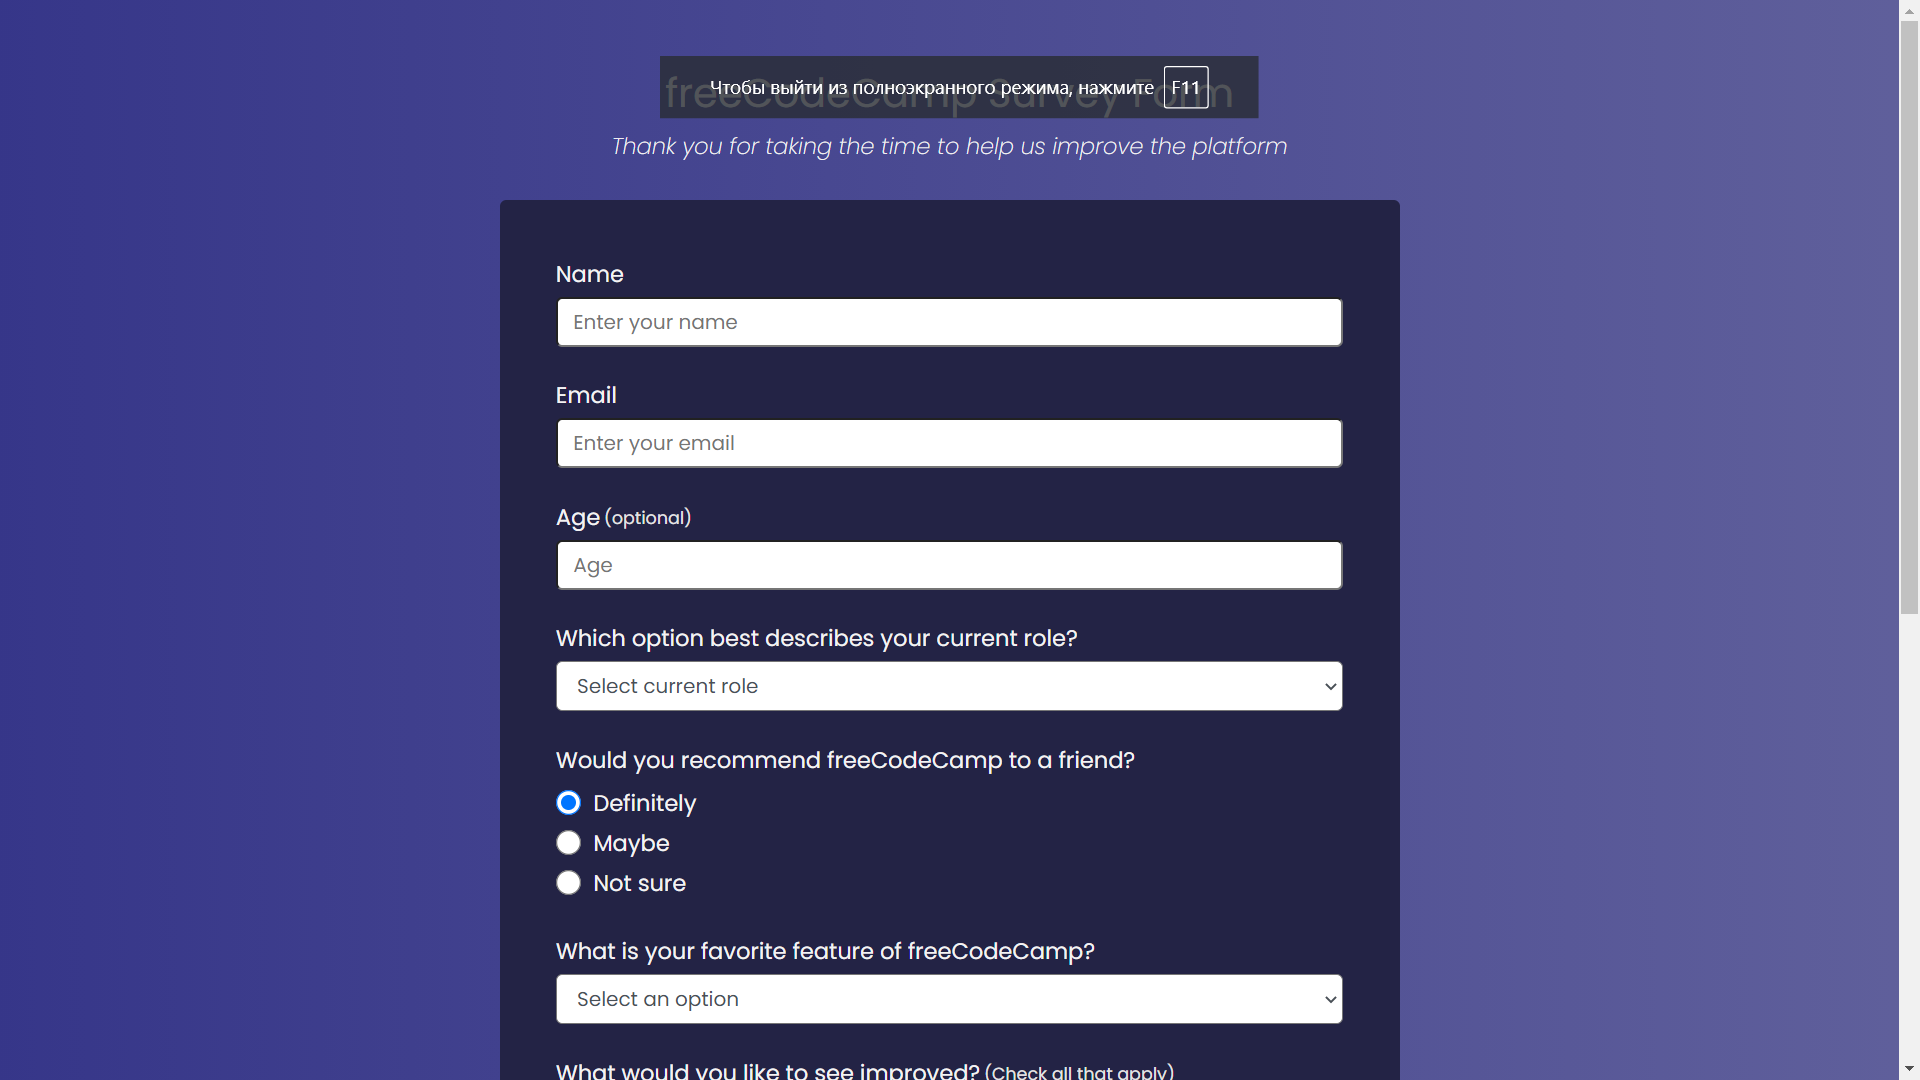 freeCodeCamp Survey Form
Чтобы выйти из полноэкранного режима, нажмите F11
Thank you for taking the time to help us improve the platform
Name
Enter your name
Email
Enter your email
Age (optional)
Age
Which option best describes your current role?
Select current role
Would you recommend freeCodeCamp to a friend?
Definitely
Maybe
Not sure
What is your favorite feature of freeCodeCamp?
Select an option
What would you like to see improved? (Check all that apply)